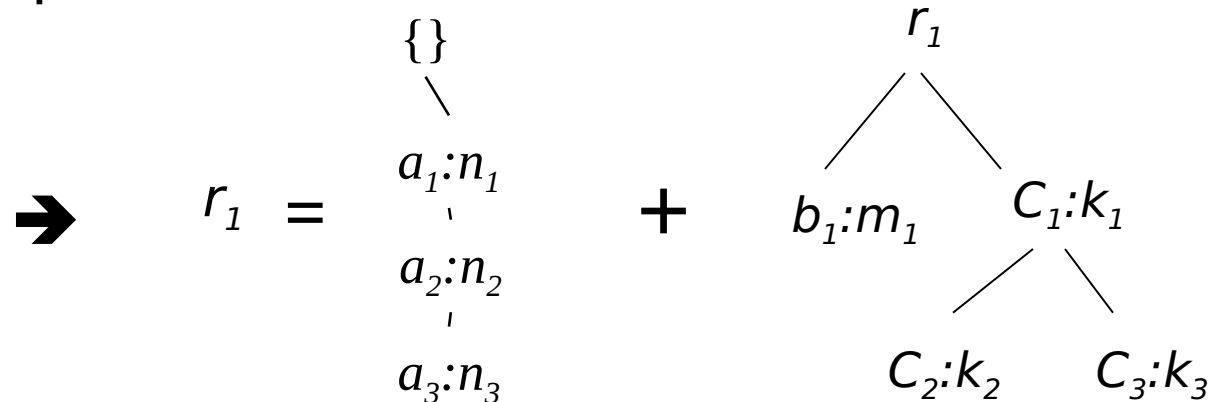 {}
r₁
a₁:n₁
➔ r₁ = + b₁:m₁ C₁:k₁
a₂:n₂
a₃:n₃ C₂:k₂ C₃:k₃